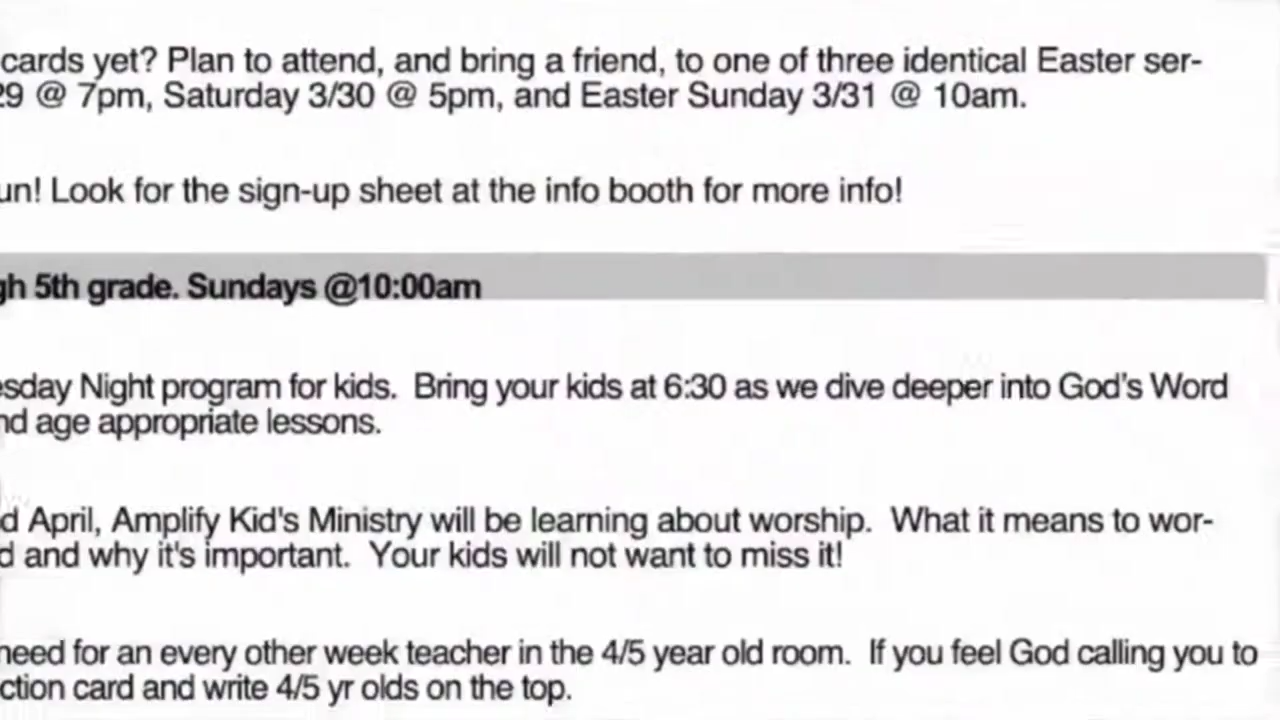 cards yet? Plan to attend, and bring a friend, to one of three identical Easter ser-
29 @ 7pm, Saturday 3/30 @ 5pm, and Easter Sunday 3/31 @ 10am.
un! Look for the sign-up sheet at the info booth for more info!
gh 5th grade. Sundays @10:00am
esday Night program for kids.  Bring your kids at 6:30 as we dive deeper into God's Word
nd age appropriate lessons.
d April, Amplify Kid's Ministry will be learning about worship.  What it means to wor-
d and why it's important.  Your kids will not want to miss it!
need for an every other week teacher in the 4/5 year old room.  If you feel God calling you to
ction card and write 4/5 yr olds on the top.